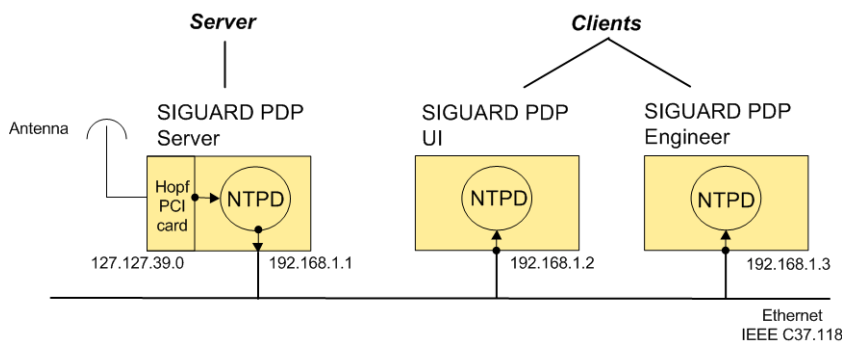 Server
Clients
Antenna
SIGUARD PDP
Server
SIGUARD PDP
UI
SIGUARD PDP
Engineer
Hopf
PCI
card
NTPD
NTPD
NTPD
127.127.39.0
192.168.1.1
192.168.1.2
192.168.1.3
Ethernet
IEEE C37.118